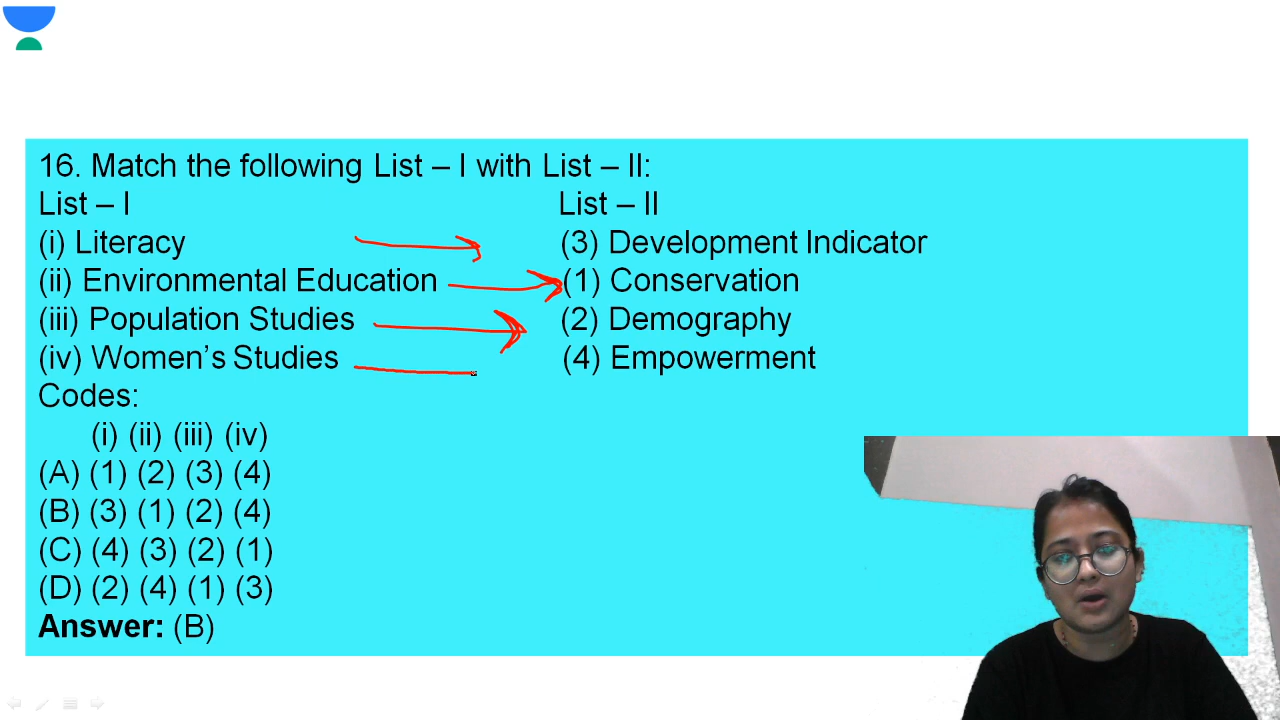 16. Match the following List – I with List – II:
List – I List – II
(i) Literacy (3) Development Indicator
(ii) Environmental Education (1) Conservation
(iii) Population Studies (2) Demography
(iv) Women’s Studies (4) Empowerment
Codes:
(i) (ii) (iii) (iv)
(A) (1) (2) (3) (4)
(B) (3) (1) (2) (4)
(C) (4) (3) (2) (1)
(D) (2) (4) (1) (3)
Answer: (B)